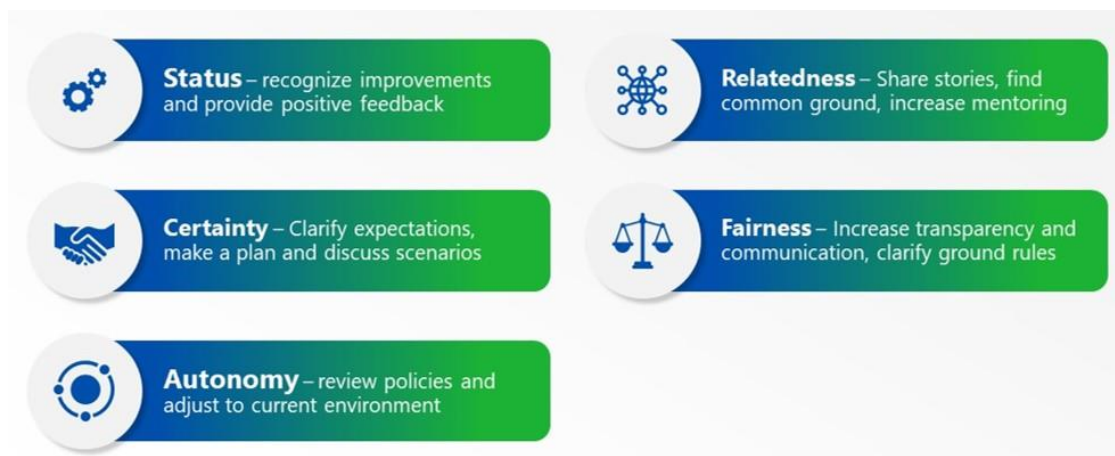 Status – recognize improvements
and provide positive feedback
Certainty – Clarify expectations,
make a plan and discuss scenarios
Autonomy – review policies and
adjust to current environment
Relatedness – Share stories, find
common ground, increase mentoring
Fairness – Increase transparency and
communication, clarify ground rules